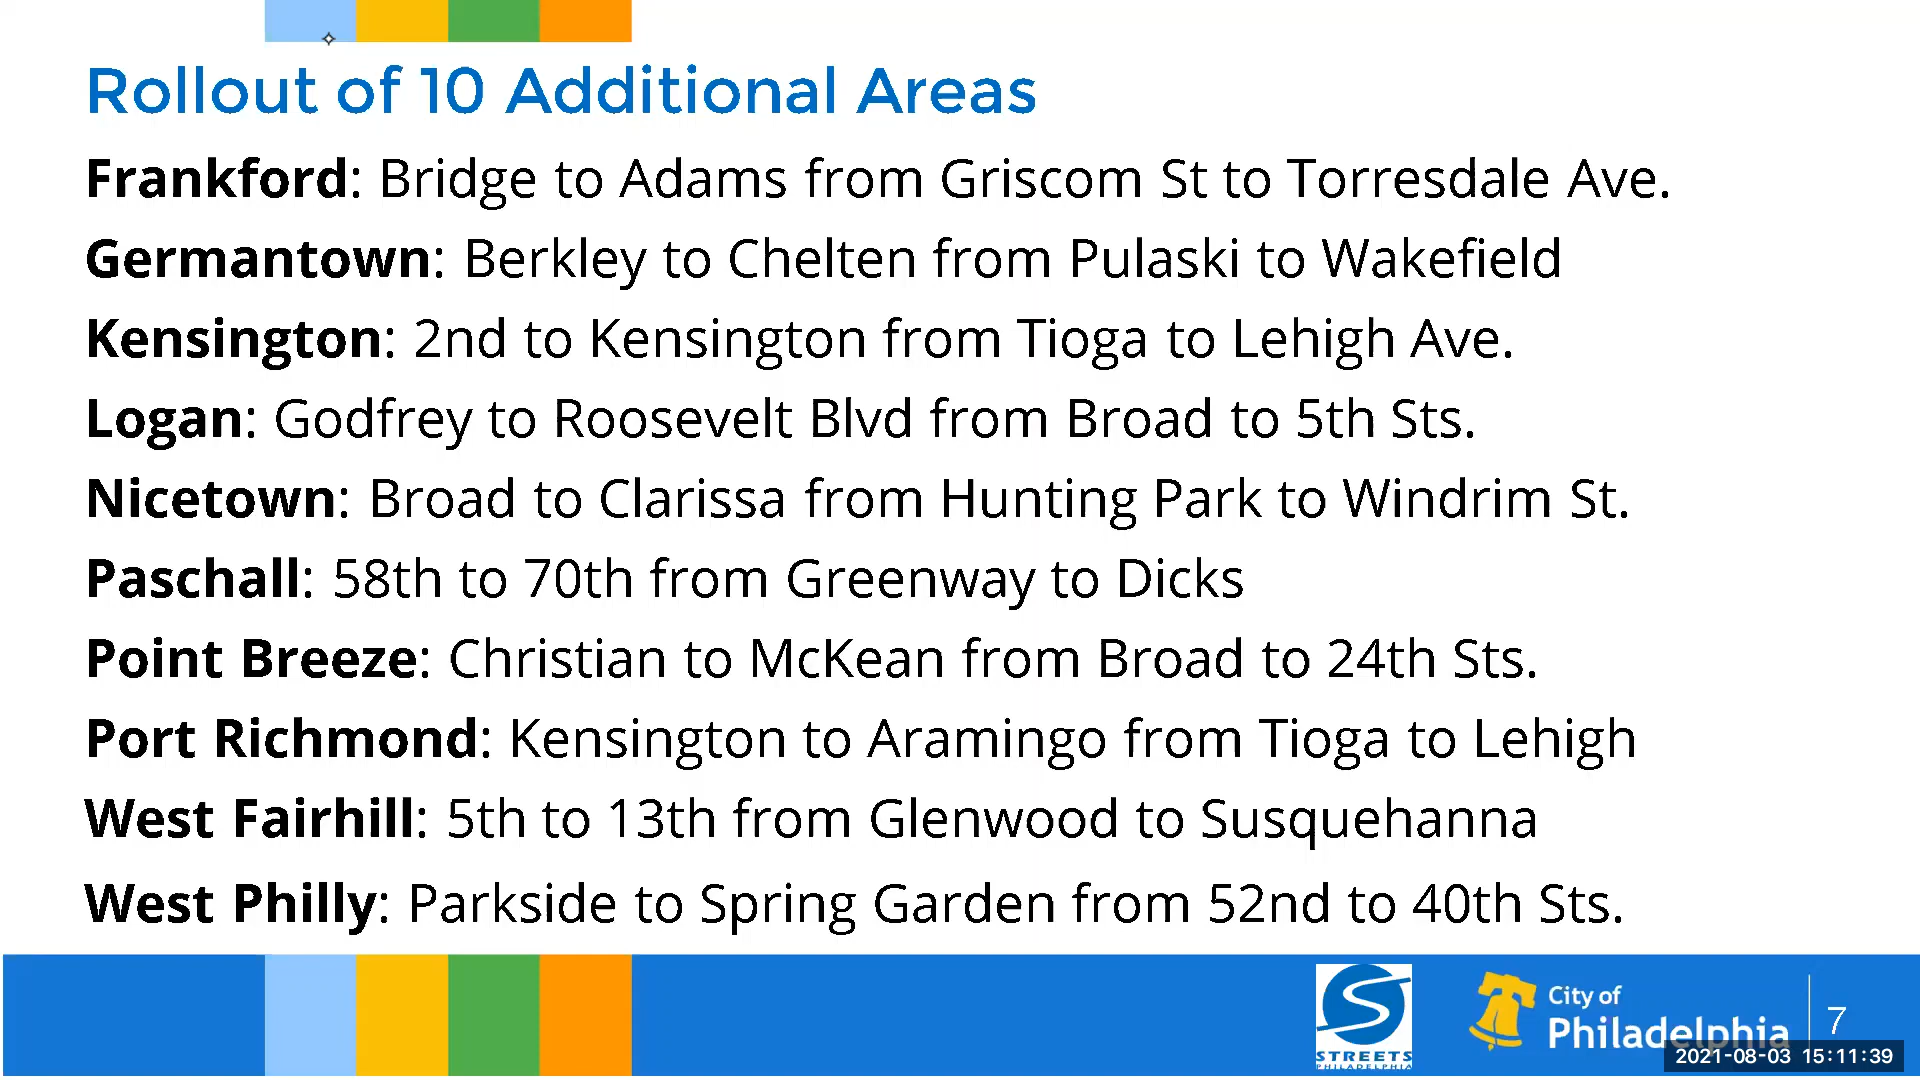 Rollout of 10 Additional Areas
Frankford: Bridge to Adams from Griscom St to Torresdale Ave.
Germantown: Berkley to Chelten from Pulaski to Wakefield
Kensington: 2nd to Kensington from Tioga to Lehigh Ave.
Logan: Godfrey to Roosevelt Blvd from Broad to 5th Sts.
Nicetown: Broad to Clarissa from Hunting Park to Windrim St.
Paschall: 58th to 70th from Greenway to Dicks
Point Breeze: Christian to McKean from Broad to 24th Sts.
Port Richmond: Kensington to Aramingo from Tioga to Lehigh
West Fairhill: 5th to 13th from Glenwood to Susquehanna
West Philly: Parkside to Spring Garden from 52nd to 40th Sts.
STREETS
PHILADELPHIA
City of
Philadelphia
7
2021-08-03 15:11:39